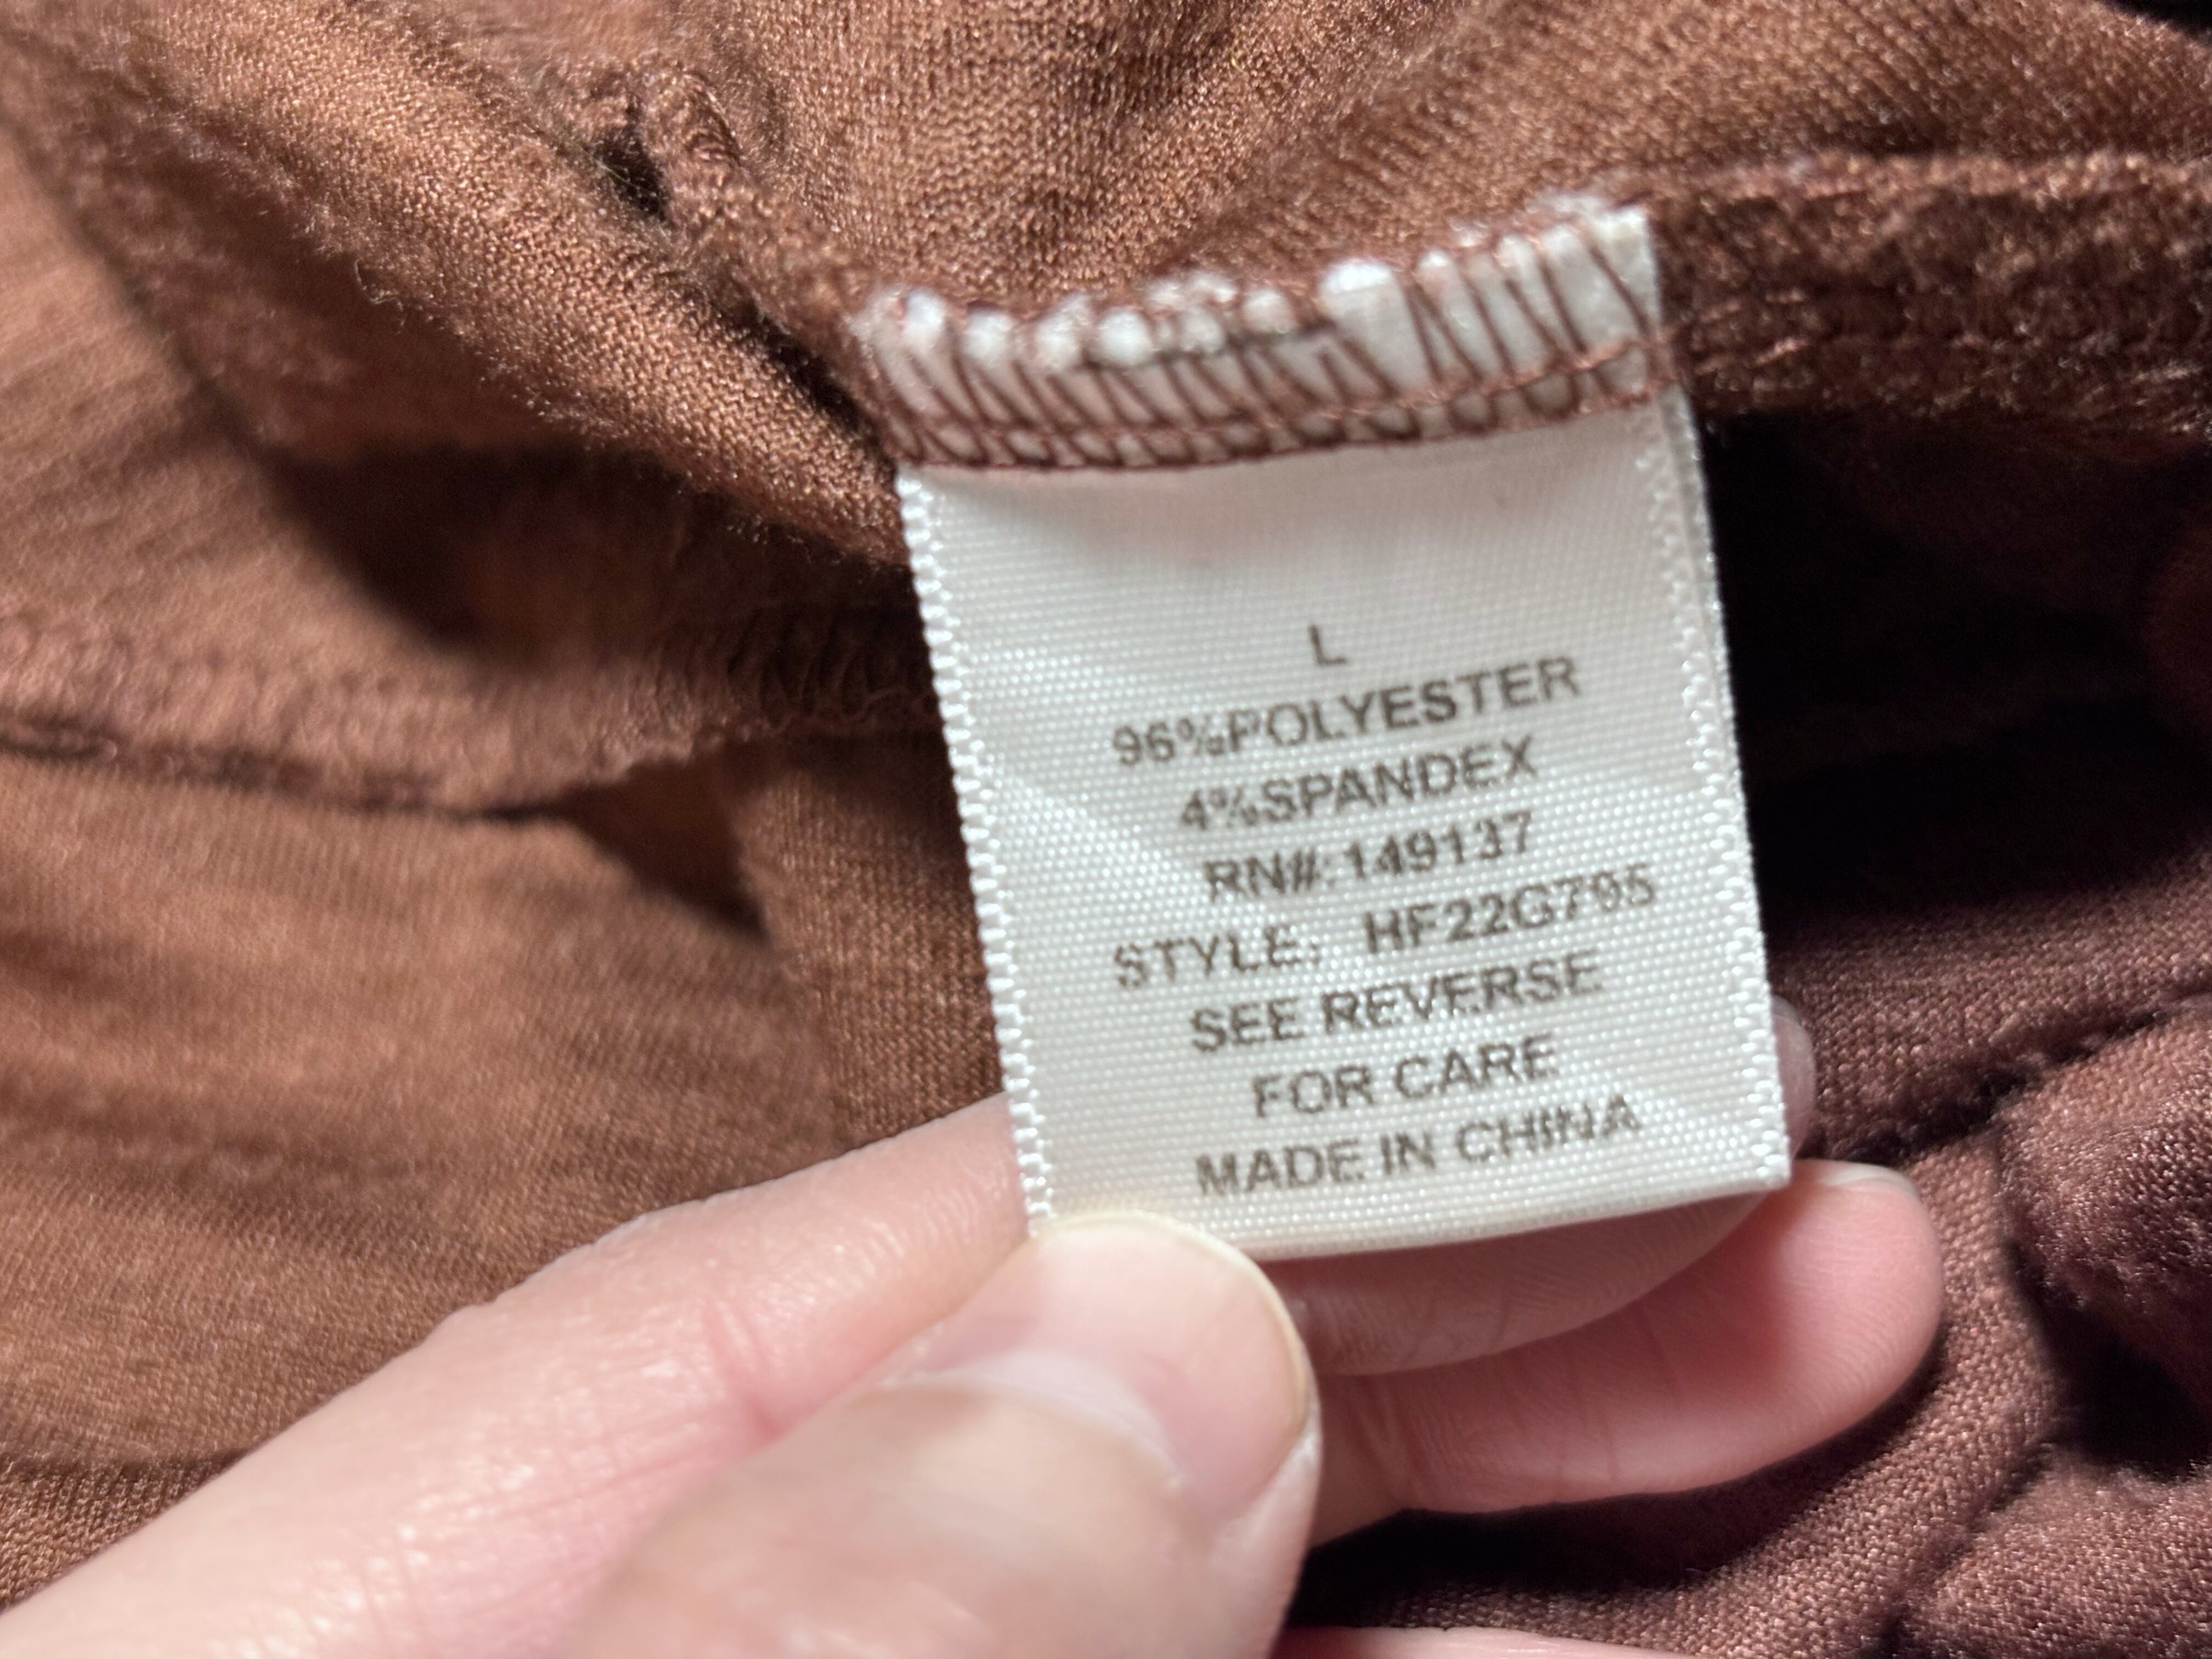 L
96%POLYESTER
4%SPANDEX
RN#:149137
STYLE: HF22G795
SEE REVERSE
FOR CARE
MADE IN CHINA